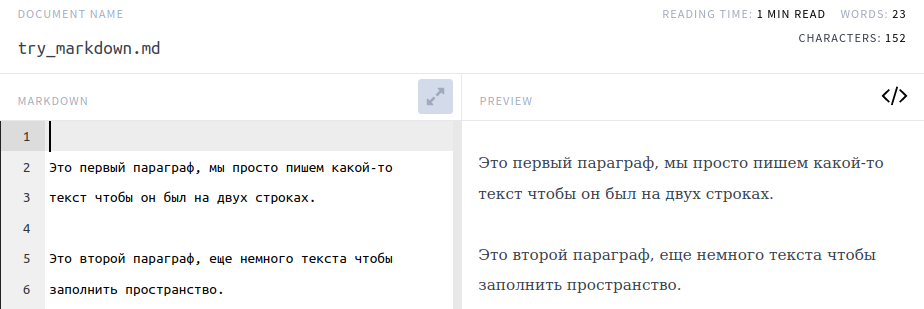 DOCUMENT NAME
READING TIME: 1 MIN READ WORDS: 23
CHARACTERS: 152
try_markdown.md
MARKDOWN
PREVIEW
</>
1
2 Это первый параграф, мы просто пишем какой-то
3 текст чтобы он был на двух строках.
4
5 Это второй параграф, еще немного текста чтобы
6 заполнить пространство.
Это первый параграф, мы просто пишем какой-то
текст чтобы он был на двух строках.
Это второй параграф, еще немного текста чтобы
заполнить пространство.